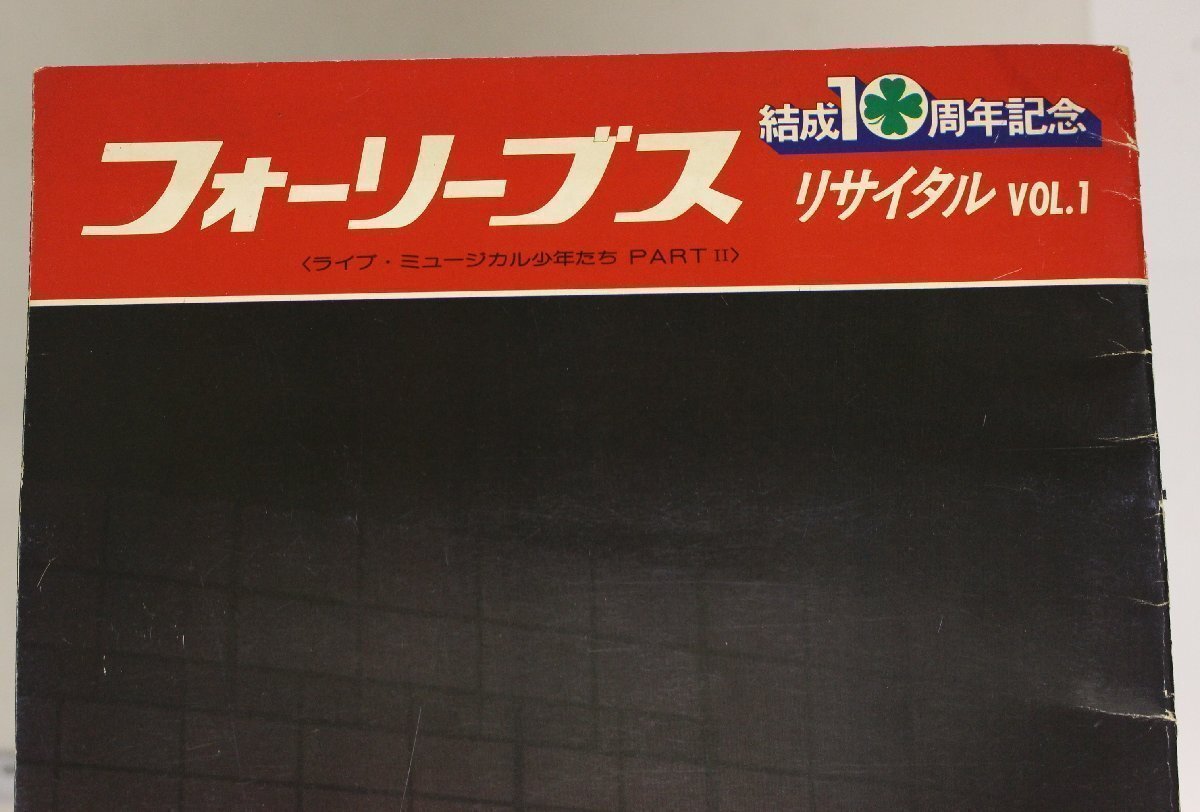 フォーリーブス
結成10周年記念
リサイタル VOL.1
〈ライブ・ミュージカル少年たち PART II〉